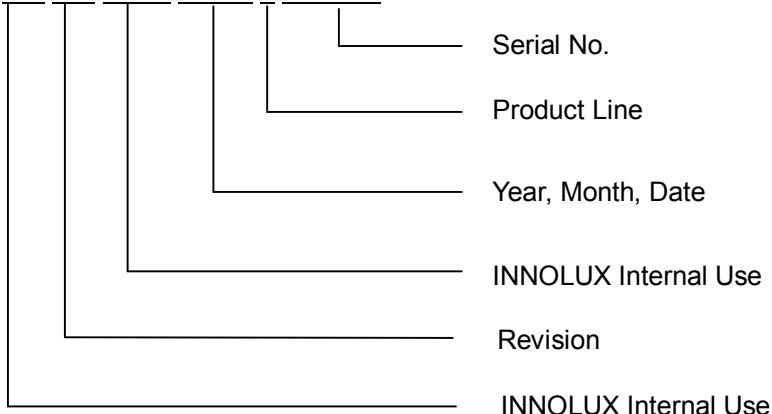 Serial No.
Product Line
Year, Month, Date
INNOLUX Internal Use
Revision
INNOLUX Internal Use